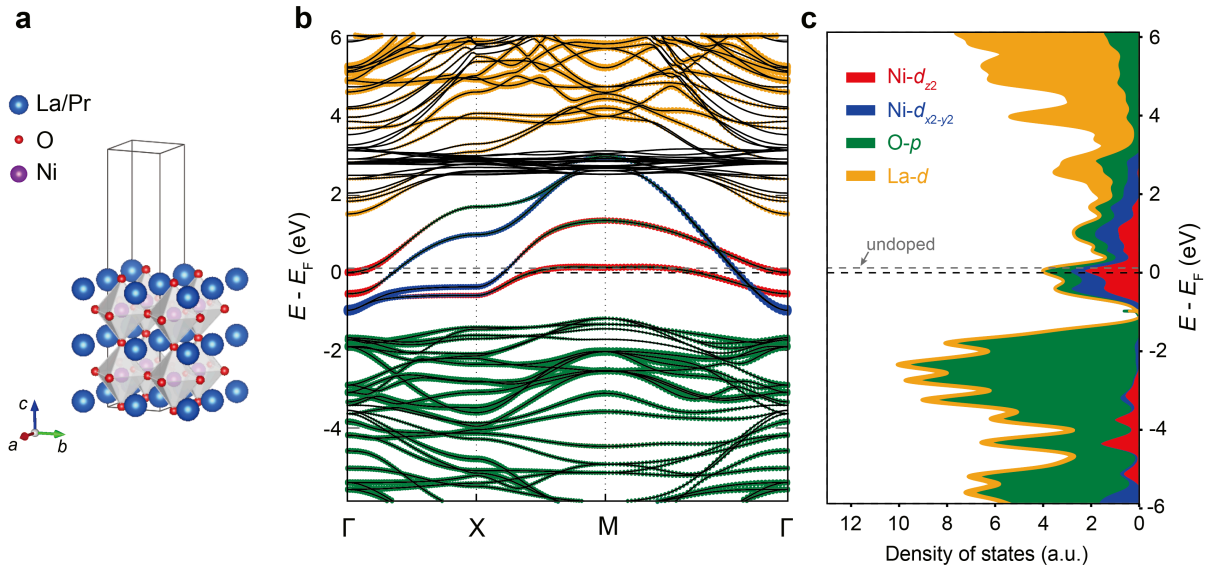 a
La/Pr
O
Ni
c
a
b
b
E - E_F (eV)
6
4
2
0
-2
-4
Γ
X
M
Γ
c
Ni-d_z2
Ni-d_x2-y2
O-p
La-d
undoped
6
4
2
0
-2
-4
-6
E - E_F (eV)
12
10
8
6
4
2
0
Density of states (a.u.)